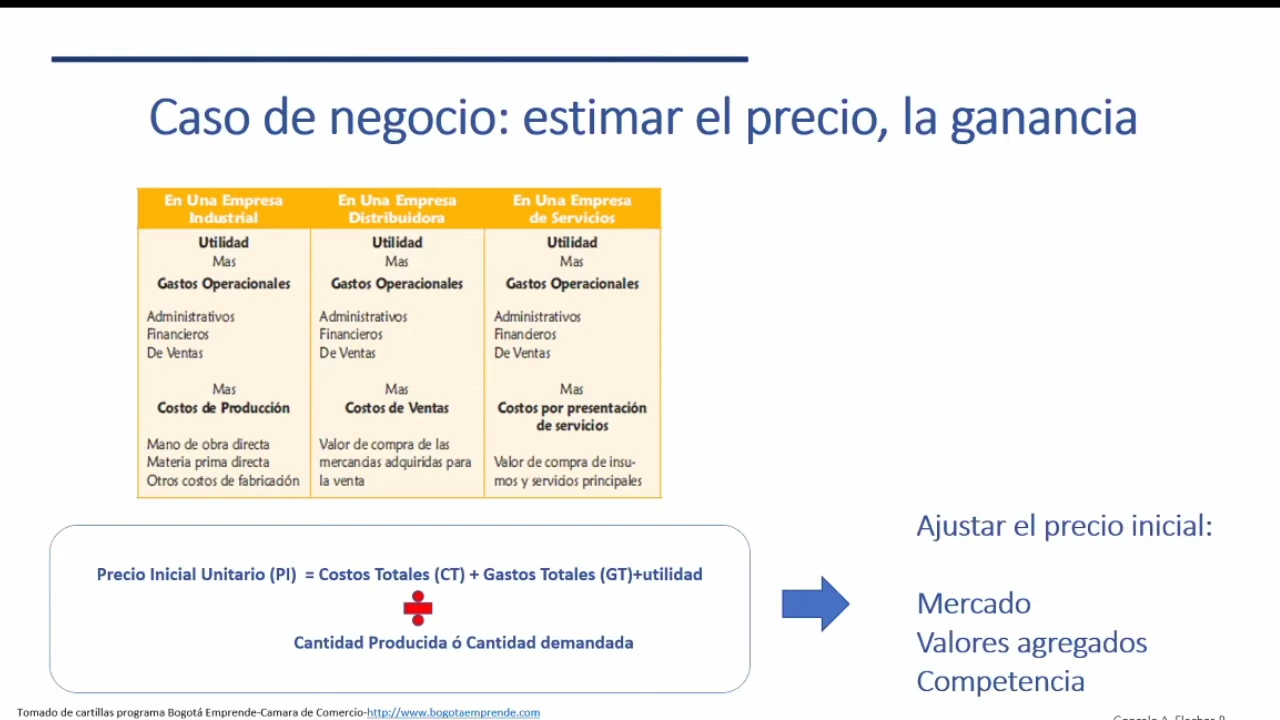 Caso de negocio: estimar el precio, la ganancia
En Una Empresa
Industrial
Utilidad
Mas
Gastos Operacionales
Administrativos
Financieros
De Ventas
Mas
Costos de Producción
Mano de obra directa
Materia prima directa
Otros costos de fabricación
En Una Empresa
Distribuidora
Utilidad
Mas
Gastos Operacionales
Administrativos
Financieros
De Ventas
Mas
Costos de Ventas
Valor de compra de las
mercancias adquiridas para
la venta
En Una Empresa
de Servicios
Utilidad
Mas
Gastos Operacionales
Administrativos
Financieros
De Ventas
Mas
Costos por presentación
de servicios
Valor de compra de insu-
mos y servicios principales
Precio Inicial Unitario (PI) = Costos Totales (CT) + Gastos Totales (GT)+utilidad
Cantidad Producida ó Cantidad demandada
Ajustar el precio inicial:
Mercado
Valores agregados
Competencia
Tomado de cartillas programa Bogotá Emprende-Camara de Comercio-http://www.bogotaemprende.com